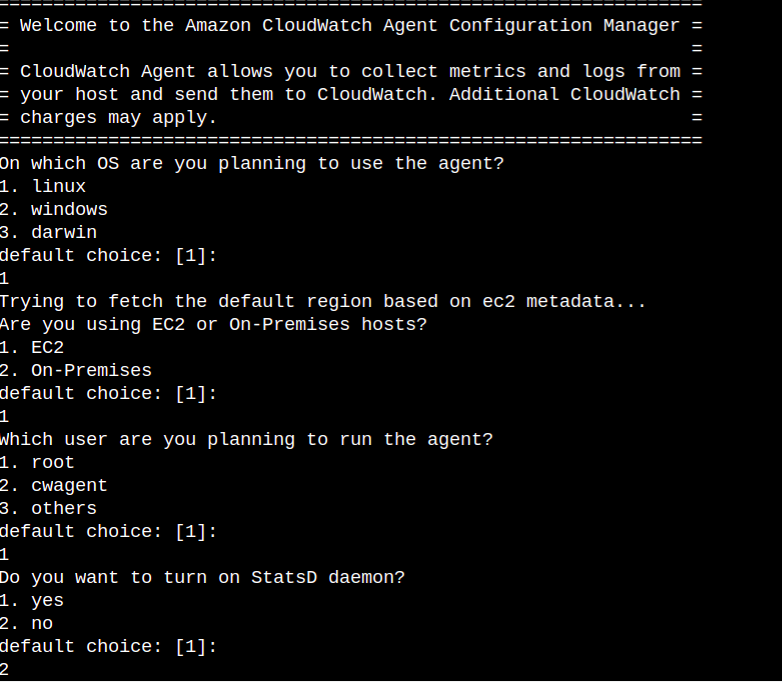 ===============================================================
= Welcome to the Amazon CloudWatch Agent Configuration Manager =
=                                                              =
= CloudWatch Agent allows you to collect metrics and logs from =
= your host and send them to CloudWatch. Additional CloudWatch =
= charges may apply.                                           =
===============================================================
On which OS are you planning to use the agent?
1. linux
2. windows
3. darwin
default choice: [1]:
1
Trying to fetch the default region based on ec2 metadata...
Are you using EC2 or On-Premises hosts?
1. EC2
2. On-Premises
default choice: [1]:
1
Which user are you planning to run the agent?
1. root
2. cwagent
3. others
default choice: [1]:
1
Do you want to turn on StatsD daemon?
1. yes
2. no
default choice: [1]:
2